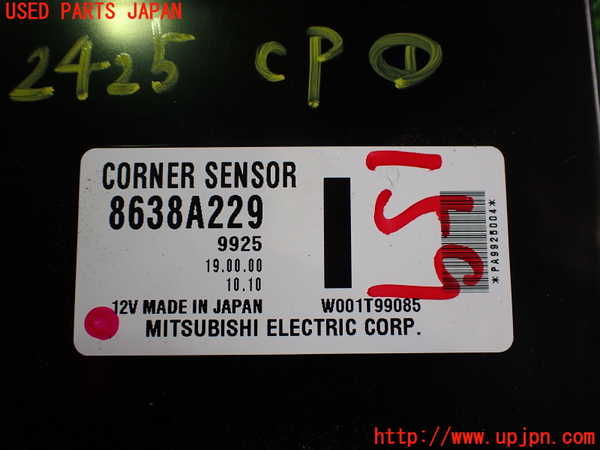 USED PARTS JAPAN
2425 CP
CORNER SENSOR
8638A229
9925
19.00.00
10.10
12V MADE IN JAPAN
W001T99085
MITSUBISHI ELECTRIC CORP.
*PA9925004*
http://www.upjpn.com/